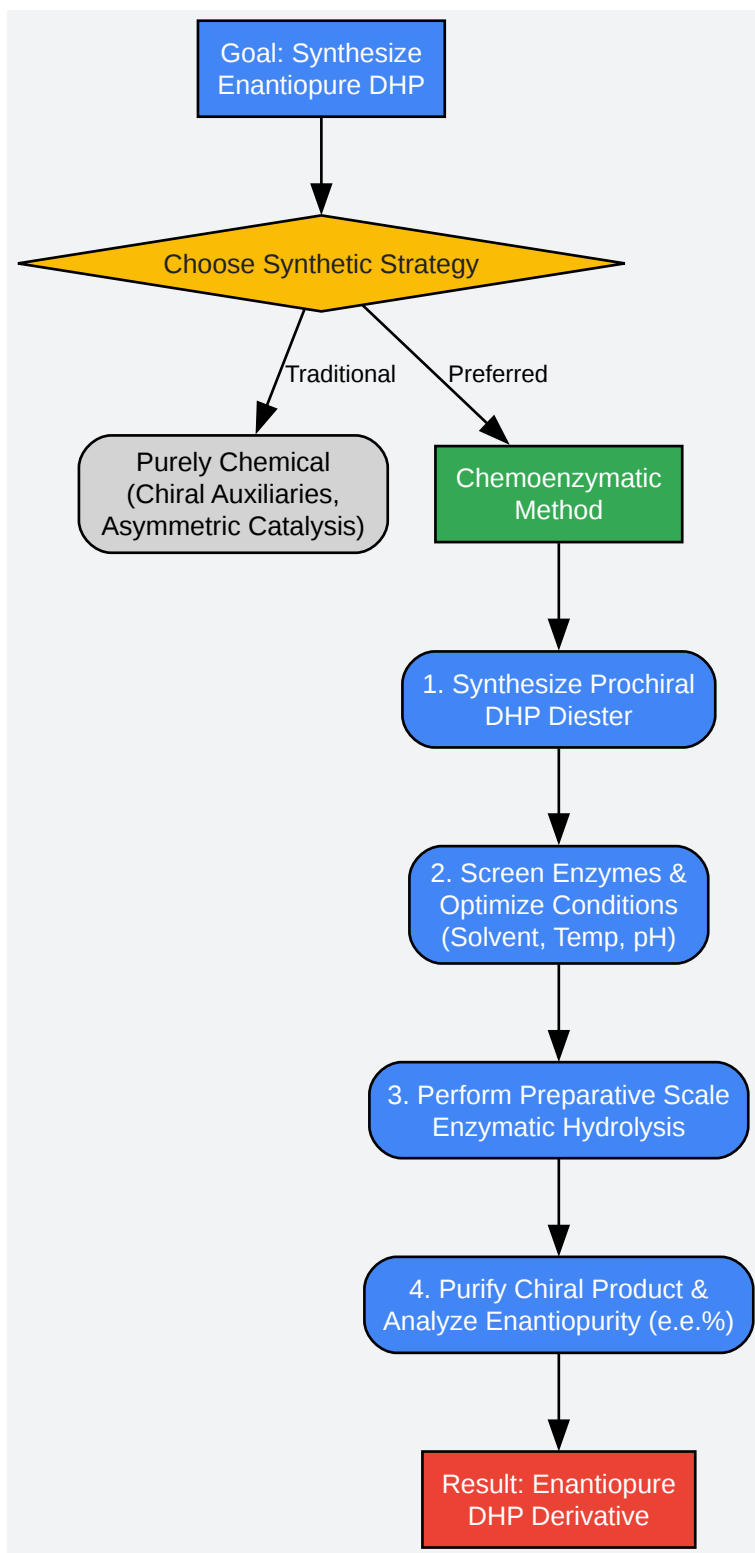 Goal: Synthesize
Enantiopure DHP
Choose Synthetic Strategy
Traditional
Preferred
Purely Chemical
(Chiral Auxiliaries,
Asymmetric Catalysis)
Chemoenzymatic
Method
1. Synthesize Prochiral
DHP Diester
2. Screen Enzymes &
Optimize Conditions
(Solvent, Temp, pH)
3. Perform Preparative Scale
Enzymatic Hydrolysis
4. Purify Chiral Product &
Analyze Enantiopurity (e.e.%)
Result: Enantiopure
DHP Derivative